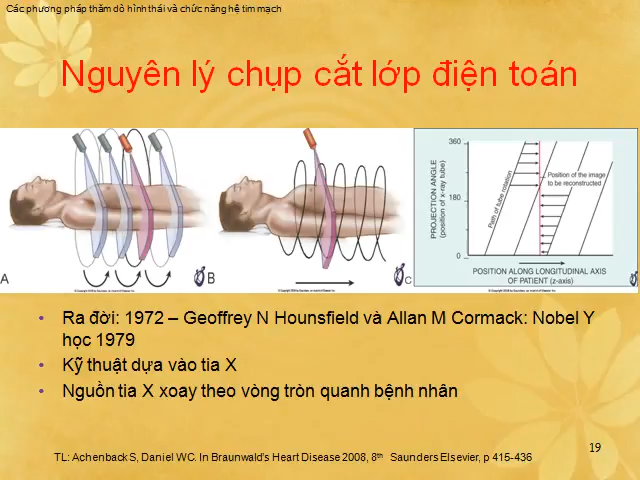 Các phương pháp thăm dò hình thái và chức năng hệ tim mạch
Nguyên lý chụp cắt lớp điện toán
A
B
C
PROJECTION ANGLE
(position of x-ray tube)
360
180
0
Path of tube rotation
Position of the image
to be reconstructed
POSITION ALONG LONGITUDINAL AXIS
OF PATIENT (z-axis)
• Ra đời: 1972 – Geoffrey N Hounsfield và Allan M Cormack: Nobel Y
học 1979
• Kỹ thuật dựa vào tia X
• Nguồn tia X xoay theo vòng tròn quanh bệnh nhân
19
TL: Achenback S, Daniel WC. In Braunwald's Heart Disease 2008, 8th Saunders Elsevier, p 415-436